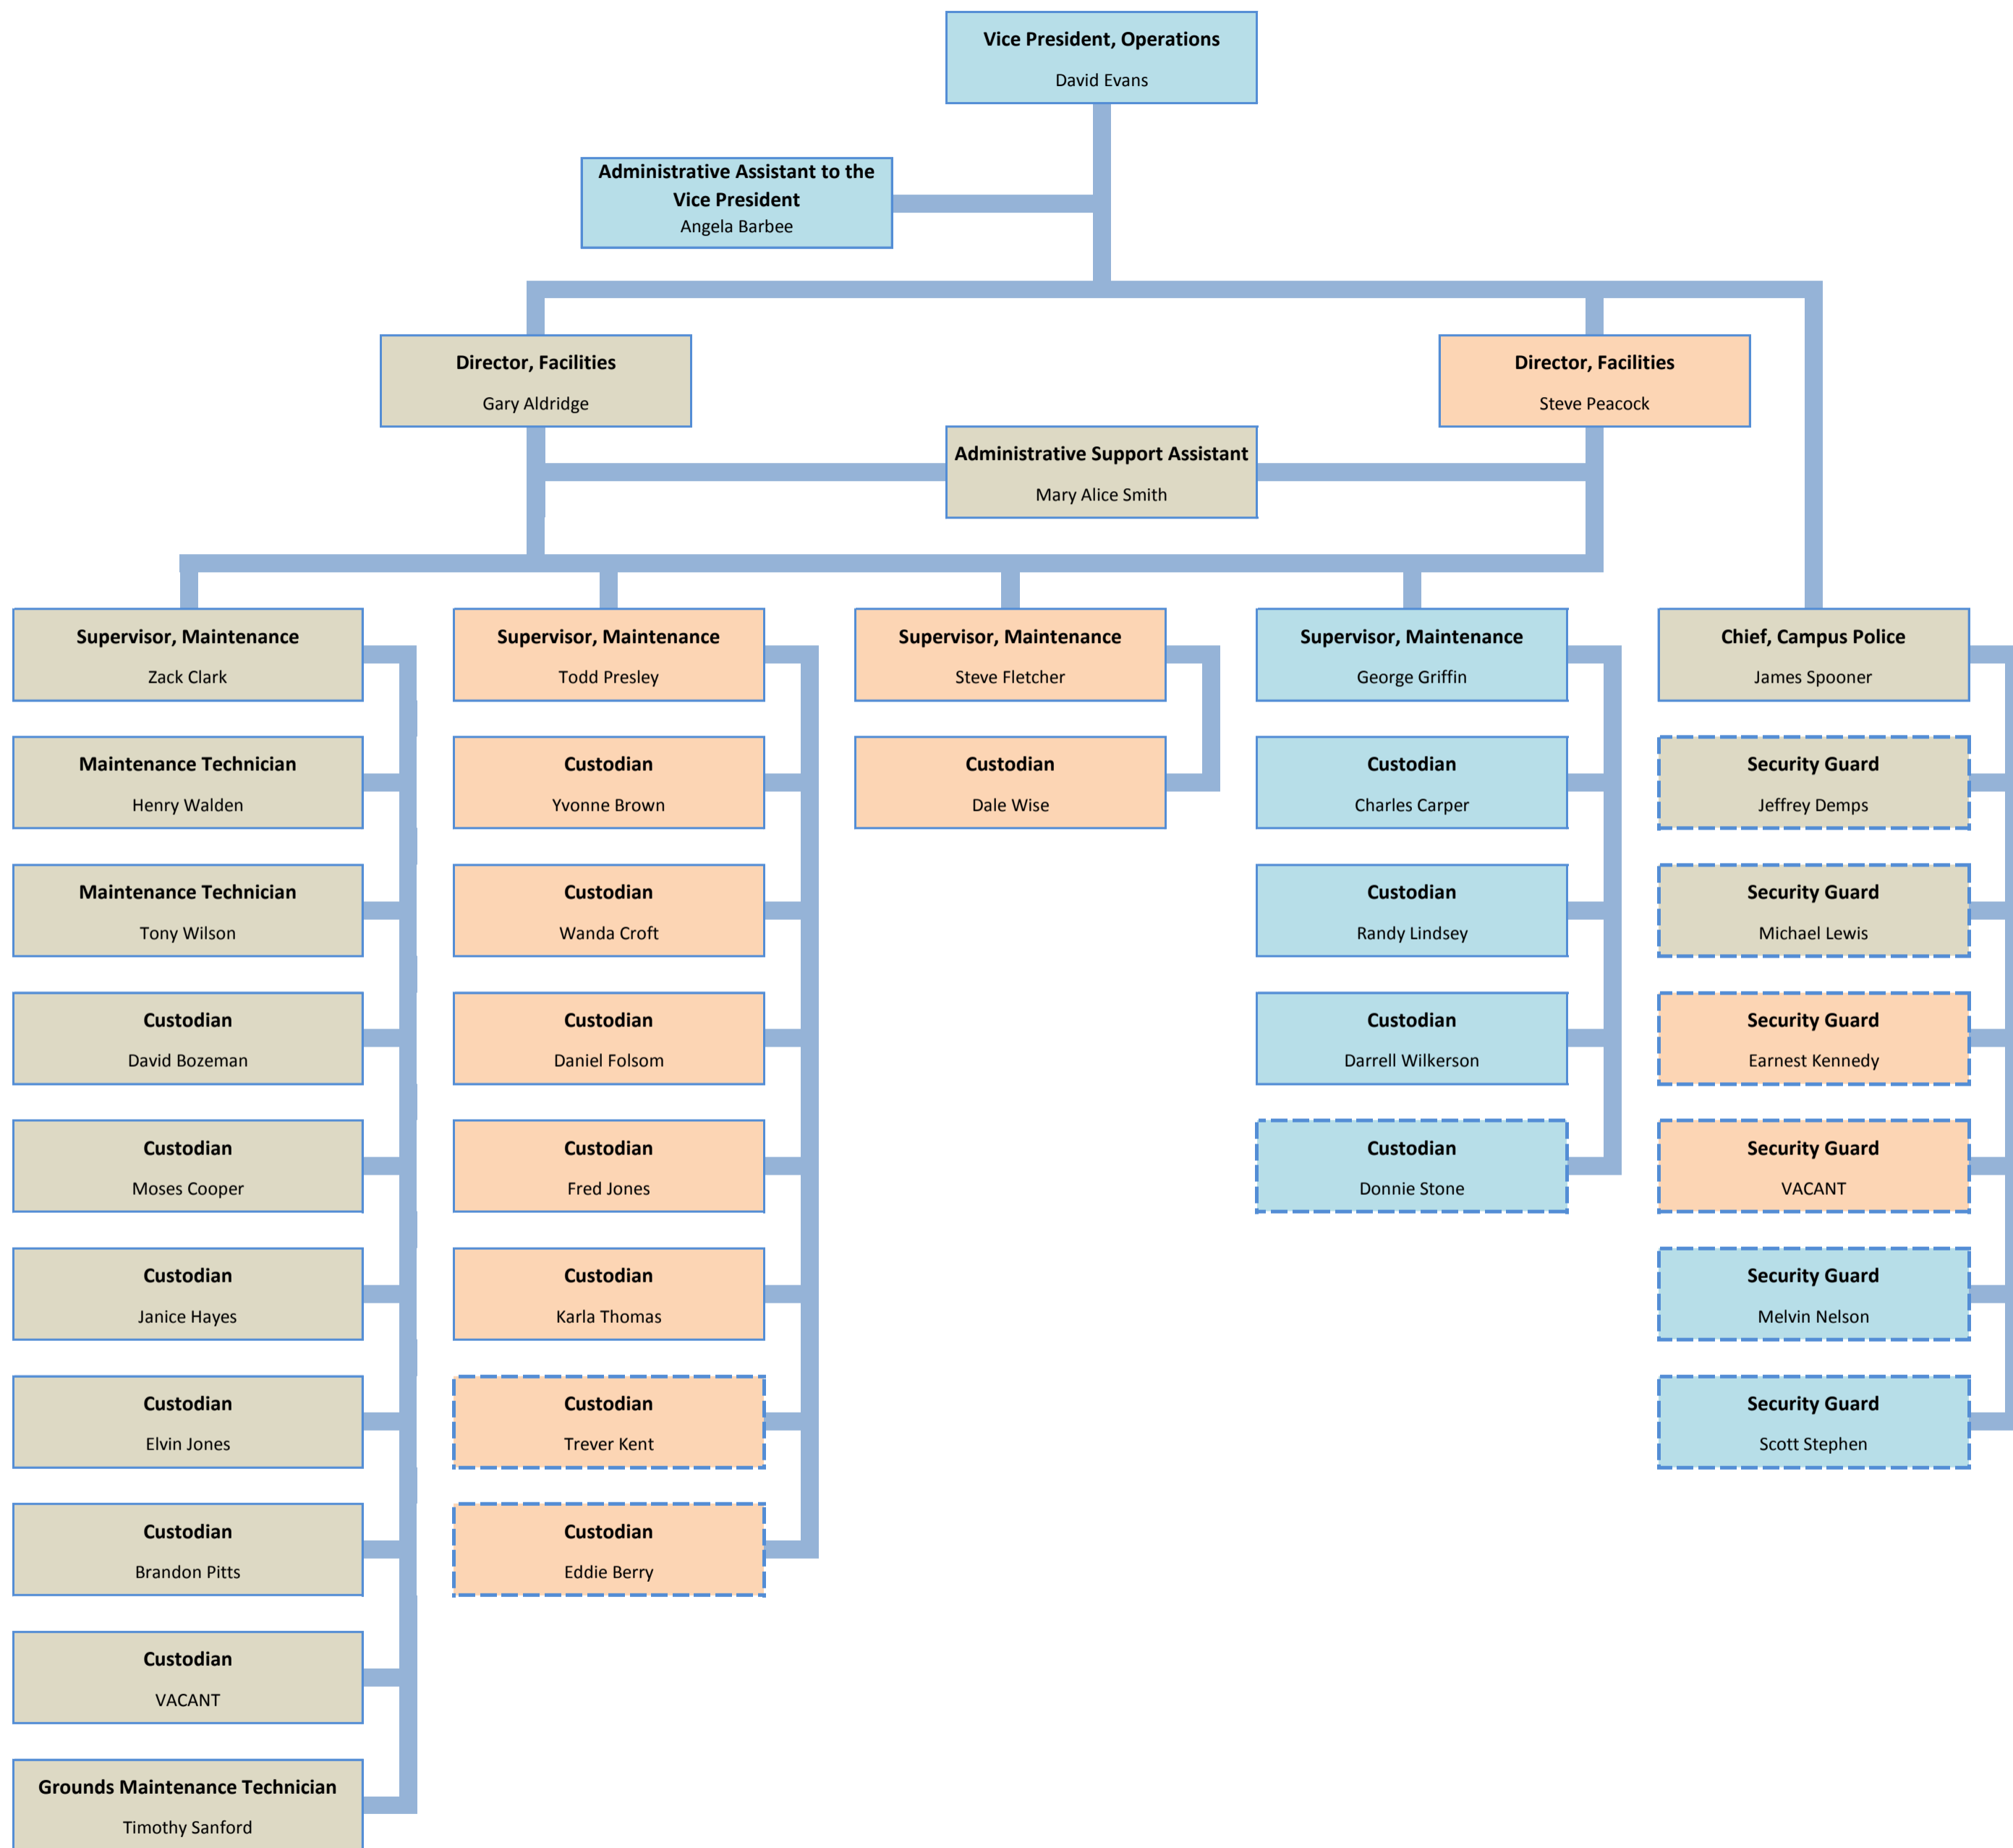 Vice President, Operations
David Evans
Administrative Assistant to the
Vice President
Angela Barbee
Director, Facilities
Gary Aldridge
Director, Facilities
Steve Peacock
Administrative Support Assistant
Mary Alice Smith
Supervisor, Maintenance
Zack Clark
Maintenance Technician
Henry Walden
Maintenance Technician
Tony Wilson
Custodian
David Bozeman
Custodian
Moses Cooper
Custodian
Janice Hayes
Custodian
Elvin Jones
Custodian
Brandon Pitts
Custodian
VACANT
Grounds Maintenance Technician
Timothy Sanford
Supervisor, Maintenance
Todd Presley
Custodian
Yvonne Brown
Custodian
Wanda Croft
Custodian
Daniel Folsom
Custodian
Fred Jones
Custodian
Karla Thomas
Custodian
Trever Kent
Custodian
Eddie Berry
Supervisor, Maintenance
Steve Fletcher
Custodian
Dale Wise
Supervisor, Maintenance
George Griffin
Custodian
Charles Carper
Custodian
Randy Lindsey
Custodian
Darrell Wilkerson
Custodian
Donnie Stone
Chief, Campus Police
James Spooner
Security Guard
Jeffrey Demps
Security Guard
Michael Lewis
Security Guard
Earnest Kennedy
Security Guard
VACANT
Security Guard
Melvin Nelson
Security Guard
Scott Stephen